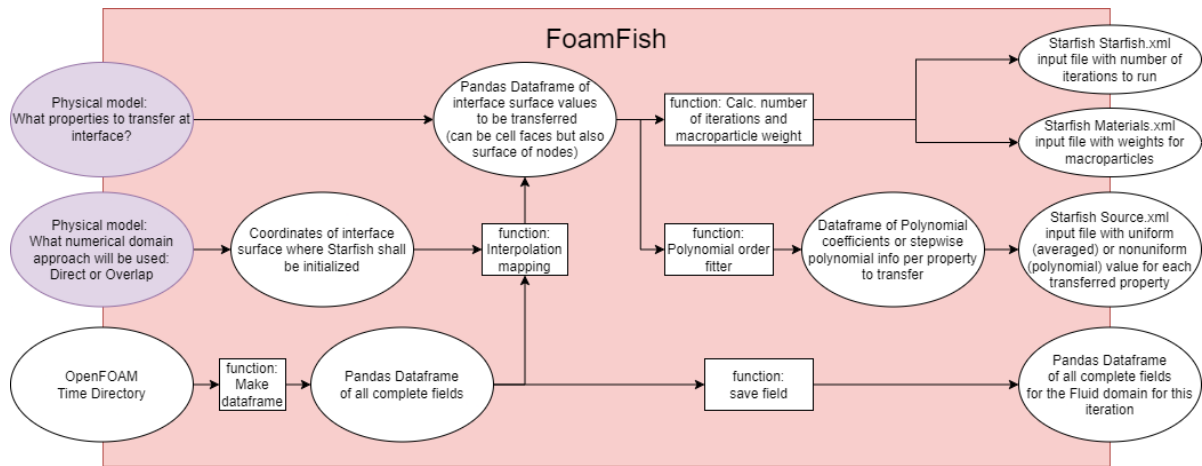 FoamFish
Physical model:
What properties to transfer at
interface?
Pandas Dataframe of
interface surface values
to be transferred
(can be cell faces but also
surface of nodes)
function: Calc. number
of iterations and
macroparticle weight
Starfish Starfish.xml
input file with number of
iterations to run
Starfish Materials.xml
input file with weights for
macroparticles
Physical model:
What numerical domain
approach will be used:
Direct or Overlap
Coordinates of interface
surface where Starfish shall
be initialized
function:
Interpolation
mapping
function:
Polynomial order
fitter
Dataframe of Polynomial
coefficients or stepwise
polynomial info per property
to transfer
Starfish Source.xml
input file with uniform
(averaged) or nonuniform
(polynomial) value for each
transferred property
OpenFOAM
Time Directory
function:
Make
dataframe
Pandas Dataframe
of all complete fields
function:
save field
Pandas Dataframe
of all complete fields
for the Fluid domain for this
iteration